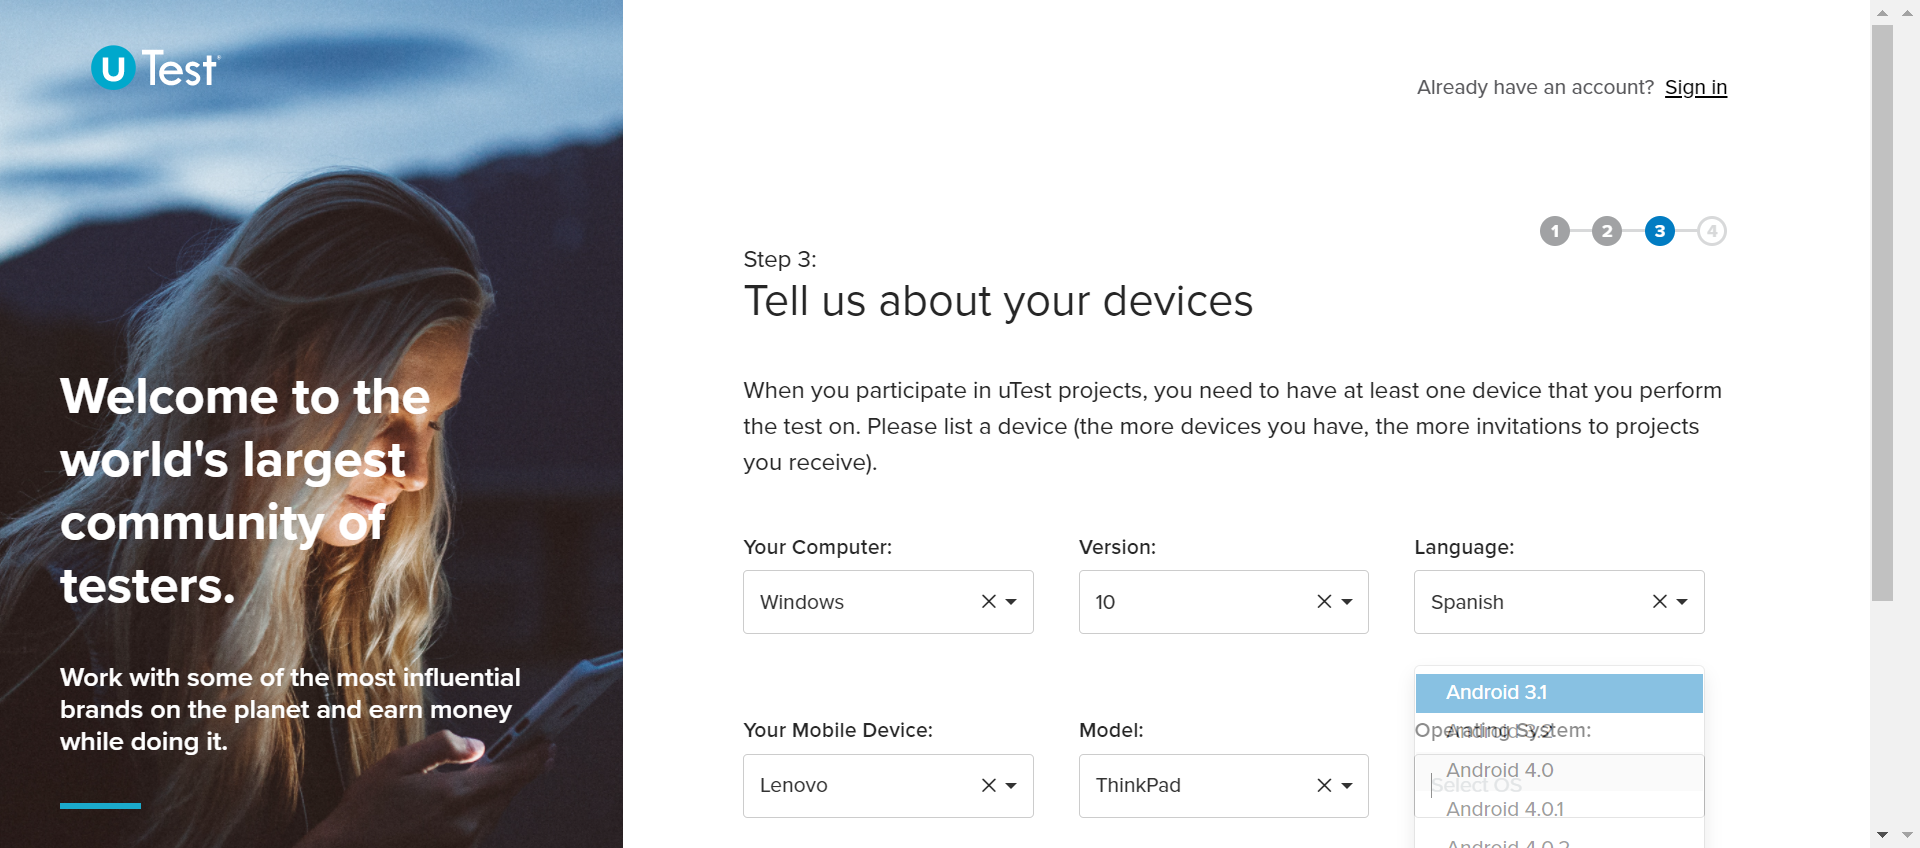 u Test
Already have an account? Sign in
1 2 3 4
Step 3:
Tell us about your devices
Welcome to the
world's largest
community of
testers.
Work with some of the most influential
brands on the planet and earn money
while doing it.
When you participate in uTest projects, you need to have at least one device that you perform
the test on. Please list a device (the more devices you have, the more invitations to projects
you receive).
Your Computer: Version: Language:
Windows 10 Spanish
Your Mobile Device: Model: Operating System:
Lenovo ThinkPad Select OS
Android 3.1
Android 3.2
Android 4.0
Android 4.0.1
Android 4.0.2